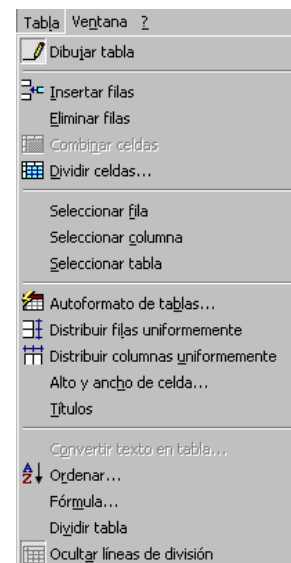 Tabla Ventana ?
Dibujar tabla
Insertar filas
Eliminar filas
Combinar celdas
Dividir celdas...
Seleccionar fila
Seleccionar columna
Seleccionar tabla
Autoformato de tablas...
Distribuir filas uniformemente
Distribuir columnas uniformemente
Alto y ancho de celda...
Títulos
Convertir texto en tabla...
Ordenar...
Fórmula...
Dividir tabla
Ocultar líneas de división